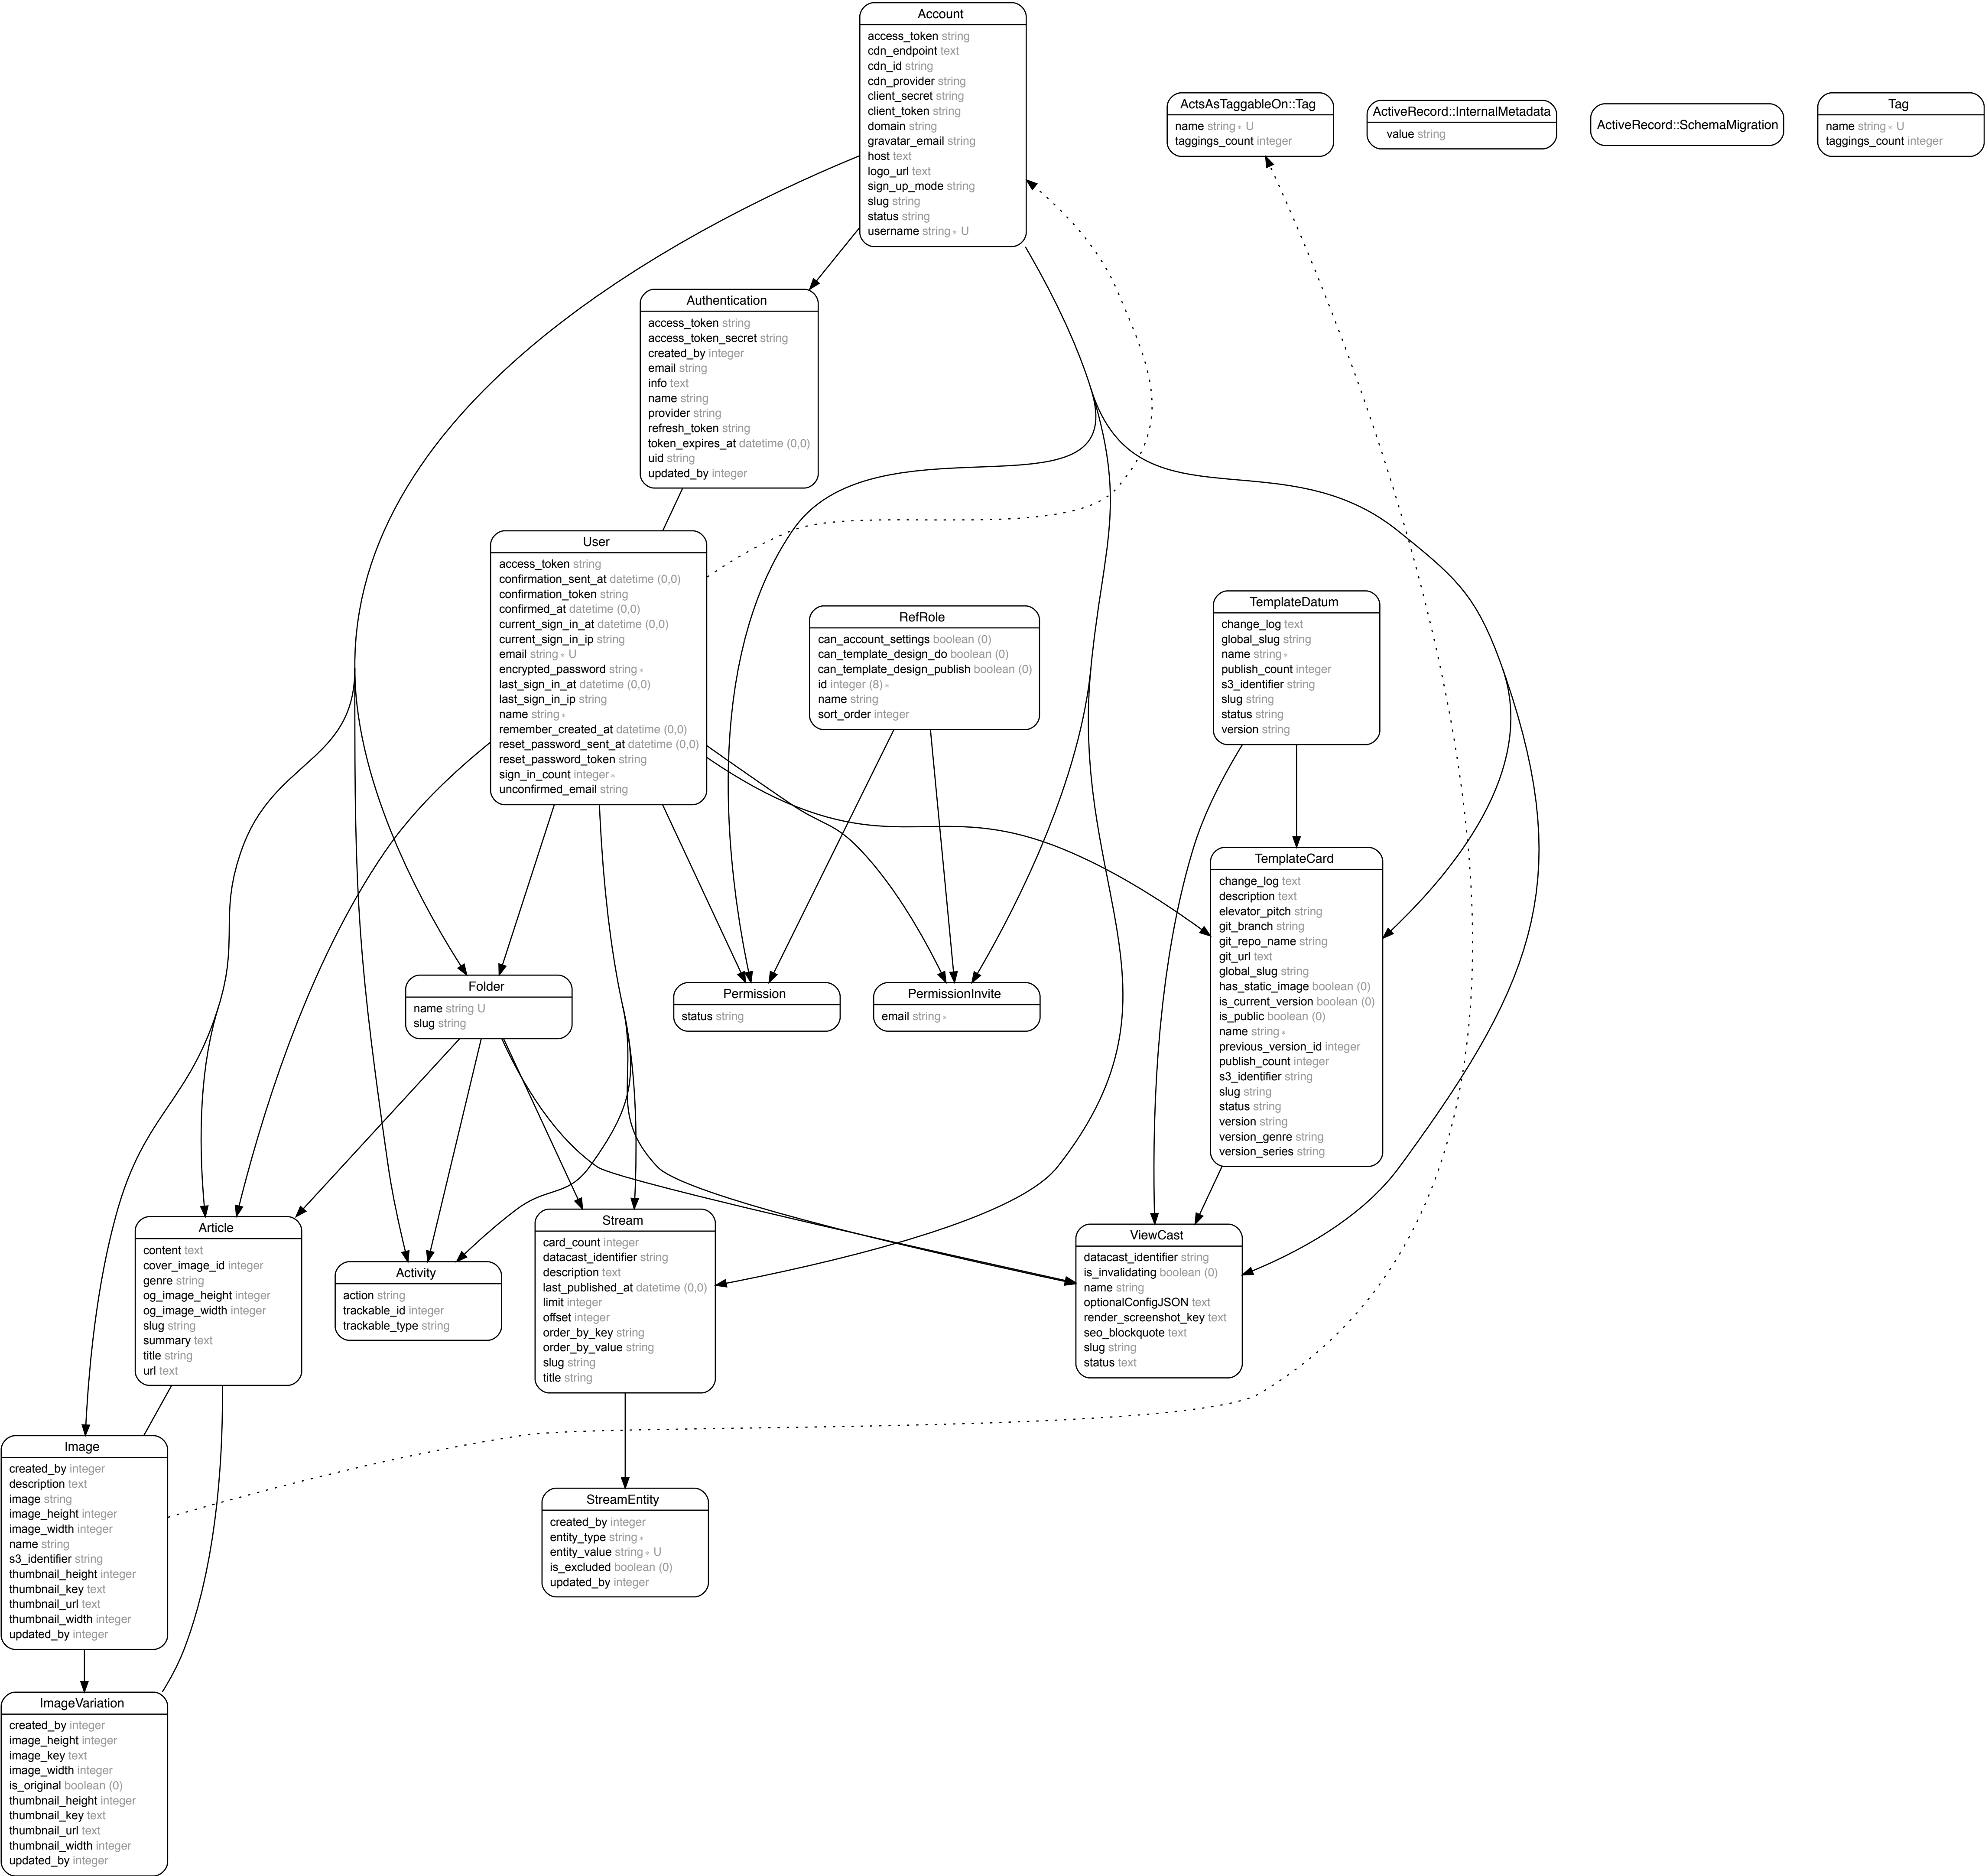 Account
access_token string
cdn_endpoint text
cdn_id string
cdn_provider string
client_secret string
client_token string
domain string
gravatar_email string
host text
logo_url text
sign_up_mode string
slug string
status string
username string ∗ U
ActsAsTaggableOn::Tag
name string ∗ U
taggings_count integer
ActiveRecord::InternalMetadata
value string
ActiveRecord::SchemaMigration
Tag
name string ∗ U
taggings_count integer
Authentication
access_token string
access_token_secret string
created_by integer
email string
info text
name string
provider string
refresh_token string
token_expires_at datetime (0,0)
uid string
updated_by integer
User
access_token string
confirmation_sent_at datetime (0,0)
confirmation_token string
confirmed_at datetime (0,0)
current_sign_in_at datetime (0,0)
current_sign_in_ip string
email string ∗ U
encrypted_password string ∗
last_sign_in_at datetime (0,0)
last_sign_in_ip string
name string ∗
remember_created_at datetime (0,0)
reset_password_sent_at datetime (0,0)
reset_password_token string
sign_in_count integer ∗
unconfirmed_email string
RefRole
can_account_settings boolean (0)
can_template_design_do boolean (0)
can_template_design_publish boolean (0)
id integer (8) ∗
name string
sort_order integer
TemplateDatum
change_log text
global_slug string
name string ∗
publish_count integer
s3_identifier string
slug string
status string
version string
TemplateCard
change_log text
description text
elevator_pitch string
git_branch string
git_repo_name string
git_url text
global_slug string
has_static_image boolean (0)
is_current_version boolean (0)
is_public boolean (0)
name string ∗
previous_version_id integer
publish_count integer
s3_identifier string
slug string
status string
version string
version_genre string
version_series string
Folder
name string U
slug string
Permission
status string
PermissionInvite
email string ∗
Article
content text
cover_image_id integer
genre string
og_image_height integer
og_image_width integer
slug string
summary text
title string
url text
Activity
action string
trackable_id integer
trackable_type string
Stream
card_count integer
datacast_identifier string
description text
last_published_at datetime (0,0)
limit integer
offset integer
order_by_key string
order_by_value string
slug string
title string
ViewCast
datacast_identifier string
is_invalidating boolean (0)
name string
optionalConfigJSON text
render_screenshot_key text
seo_blockquote text
slug string
status text
Image
created_by integer
description text
image string
image_height integer
image_width integer
name string
s3_identifier string
thumbnail_height integer
thumbnail_key text
thumbnail_url text
thumbnail_width integer
updated_by integer
StreamEntity
created_by integer
entity_type string ∗
entity_value string ∗ U
is_excluded boolean (0)
updated_by integer
ImageVariation
created_by integer
image_height integer
image_key text
image_width integer
is_original boolean (0)
thumbnail_height integer
thumbnail_key text
thumbnail_url text
thumbnail_width integer
updated_by integer